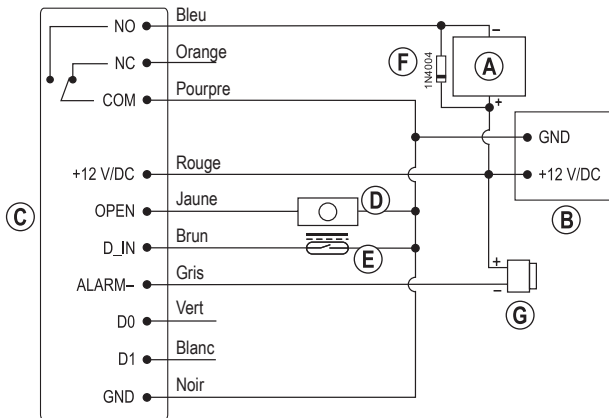 NO Bleu
NC Orange
COM Pourpre
+12 V/DC Rouge
OPEN Jaune
D_IN Brun
ALARM– Gris
D0 Vert
D1 Blanc
GND Noir
C
F
1N4004
–
A
+
GND
+12 V/DC
B
D
E
+
–
G